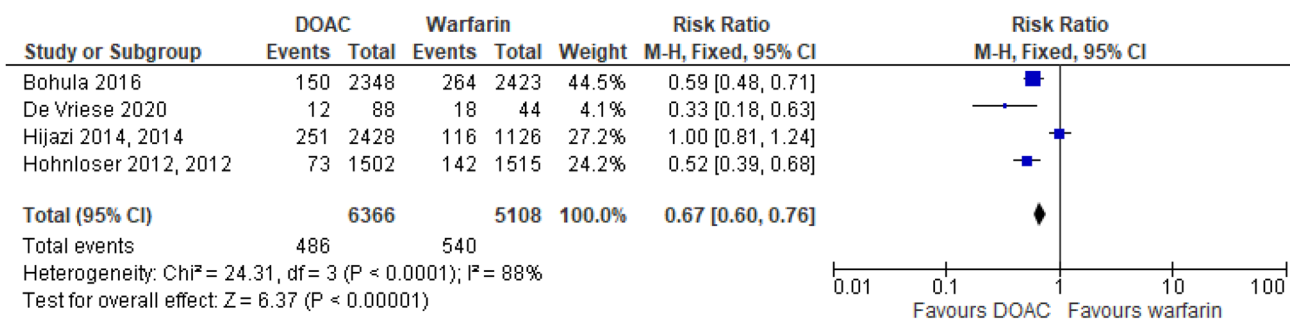 DOAC Warfarin Risk Ratio Risk Ratio
Study or Subgroup Events Total Events Total Weight M-H, Fixed, 95% CI M-H, Fixed, 95% CI
Bohula 2016 150 2348 264 2423 44.5% 0.59 [0.48, 0.71]
De Vriese 2020 12 88 18 44 4.1% 0.33 [0.18, 0.63]
Hijazi 2014, 2014 251 2428 116 1126 27.2% 1.00 [0.81, 1.24]
Hohnloser 2012, 2012 73 1502 142 1515 24.2% 0.52 [0.39, 0.68]
Total (95% CI) 6366 5108 100.0% 0.67 [0.60, 0.76]
Total events 486 540
Heterogeneity: Chi² = 24.31, df = 3 (P < 0.0001); I² = 88%
Test for overall effect: Z = 6.37 (P < 0.00001)
0.01 0.1 1 10 100
Favours DOAC Favours warfarin